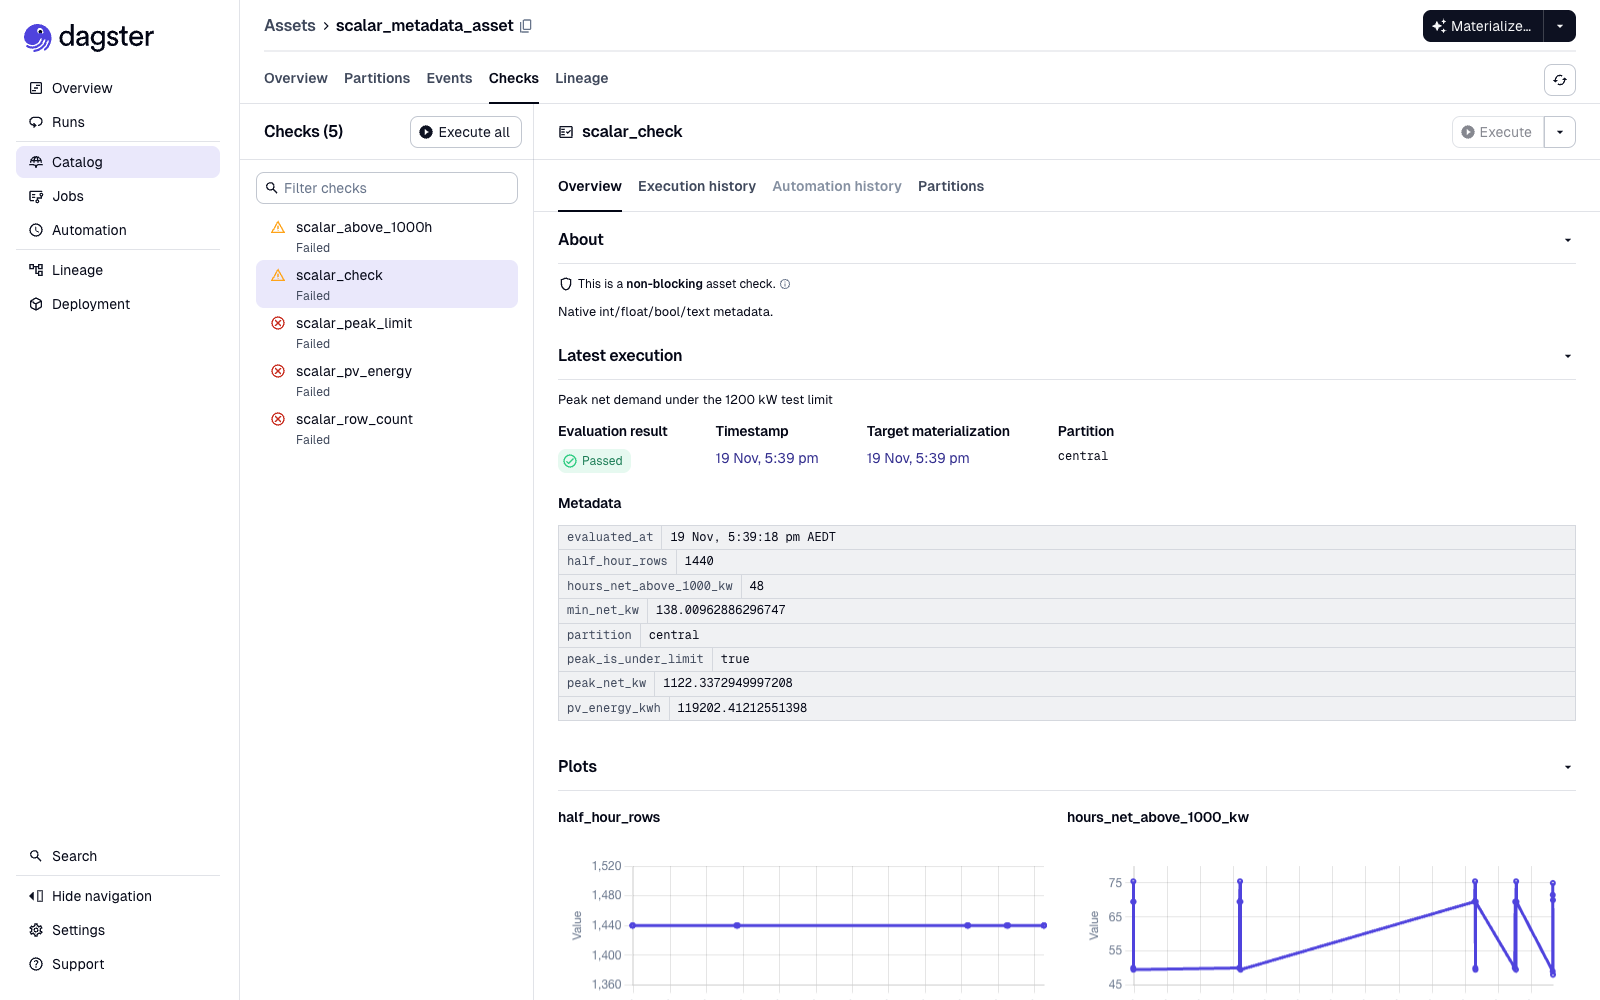 dagster
Overview
Runs
Catalog
Jobs
Automation
Lineage
Deployment
Search
Hide navigation
Settings
Support
Assets › scalar_metadata_asset
Materialize...
Overview Partitions Events Checks Lineage
Checks (5)
Execute all
Filter checks
scalar_above_1000h
Failed
scalar_check
Failed
scalar_peak_limit
Failed
scalar_pv_energy
Failed
scalar_row_count
Failed
scalar_check
Execute
Overview Execution history Automation history Partitions
About
This is a non-blocking asset check.
Native int/float/bool/text metadata.
Latest execution
Peak net demand under the 1200 kW test limit
Evaluation result Timestamp Target materialization Partition
Passed 19 Nov, 5:39 pm 19 Nov, 5:39 pm central
Metadata
evaluated_at 19 Nov, 5:39:18 pm AEDT
half_hour_rows 1440
hours_net_above_1000_kw 48
min_net_kw 138.00962886296747
partition central
peak_is_under_limit true
peak_net_kw 1122.3372949997208
pv_energy_kwh 119202.41212551398
Plots
half_hour_rows
1,520
1,480
1,440
1,400
1,360
Value
hours_net_above_1000_kw
75
65
55
45
Value